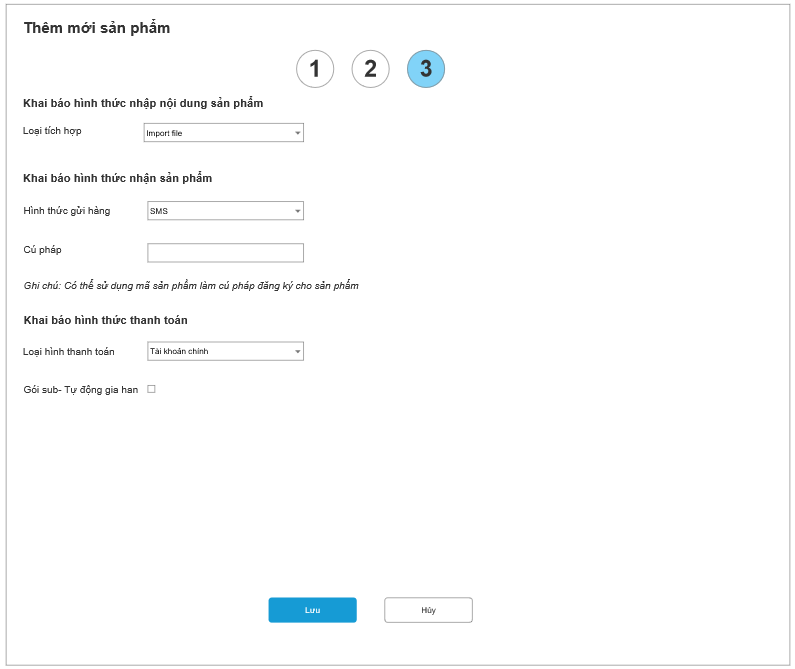 Thêm mới sản phẩm
1 2 3
Khai báo hình thức nhập nội dung sản phẩm
Loại tích hợp Import file
Khai báo hình thức nhận sản phẩm
Hình thức gửi hàng SMS
Cú pháp
Ghi chú: Có thể sử dụng mã sản phầm làm cú pháp đăng ký cho sản phẩm
Khai báo hình thức thanh toán
Loại hình thanh toán Tài khoản chính
Gói sub- Tự động gia han
Lưu Hủy